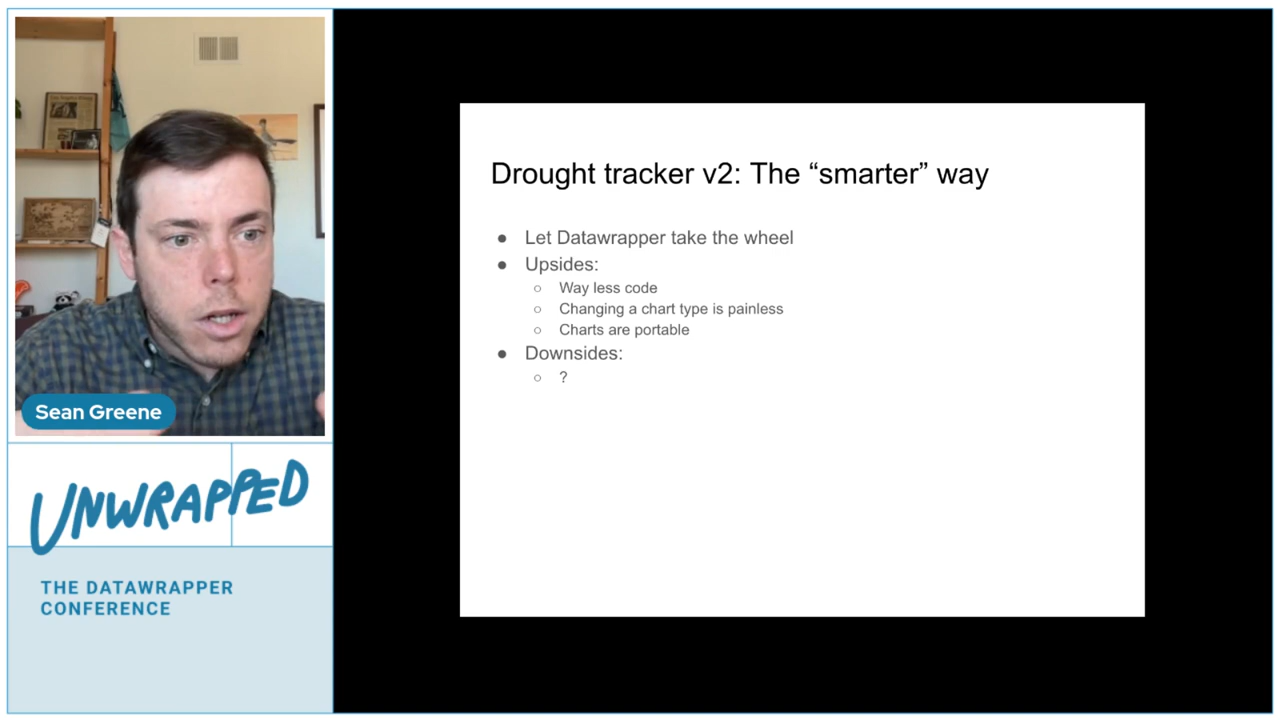 Drought tracker v2: The “smarter” way
● Let Datawrapper take the wheel
● Upsides:
○ Way less code
○ Changing a chart type is painless
○ Charts are portable
● Downsides:
○ ?
Sean Greene
UNWRAPPED
THE DATAWRAPPER
CONFERENCE